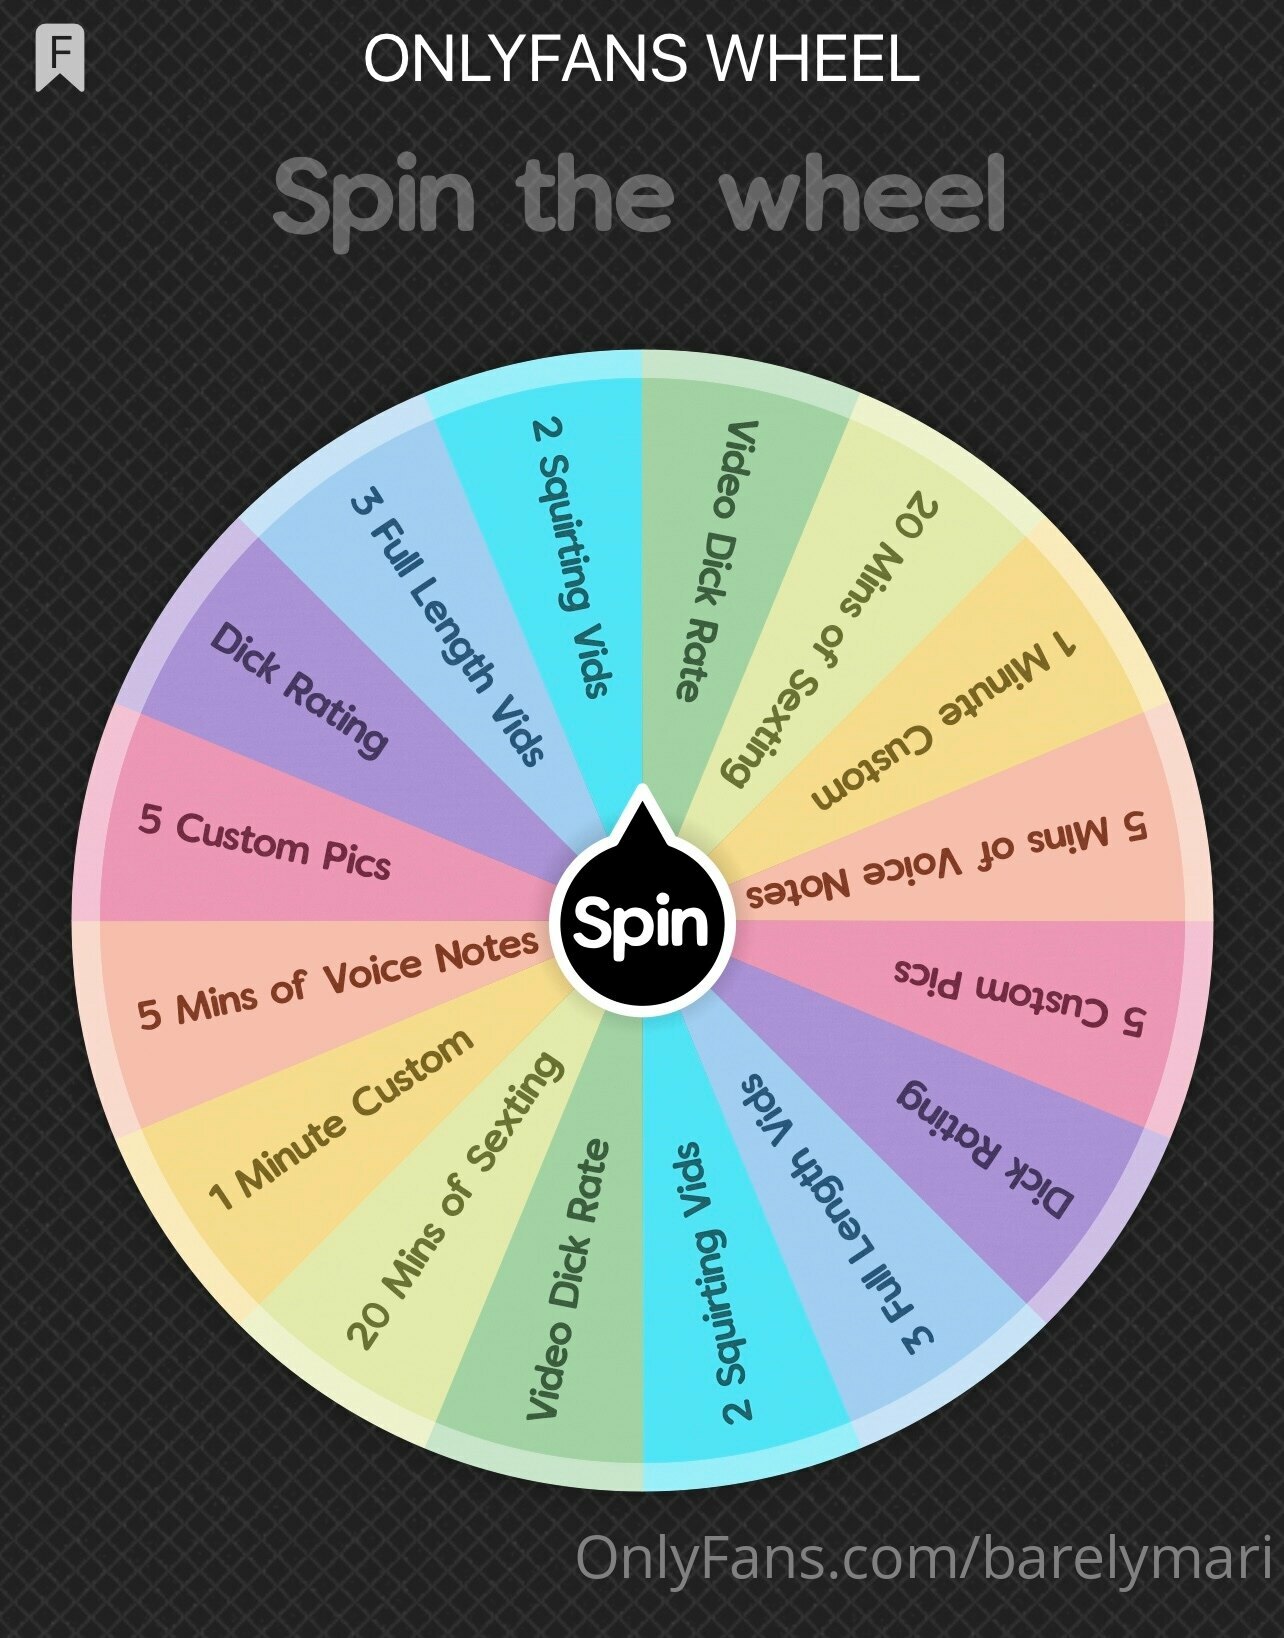 F
ONLYFANS WHEEL
Spin the wheel
Video Dick Rate
20 Mins of Sexting
1 Minute Custom
5 Mins of Voice Notes
5 Custom Pics
Dick Rating
3 Full Length Vids
2 Squirting Vids
Video Dick Rate
20 Mins of Sexting
1 Minute Custom
5 Mins of Voice Notes
5 Custom Pics
Dick Rating
3 Full Length Vids
2 Squirting Vids
Spin
OnlyFans.com/barelymari